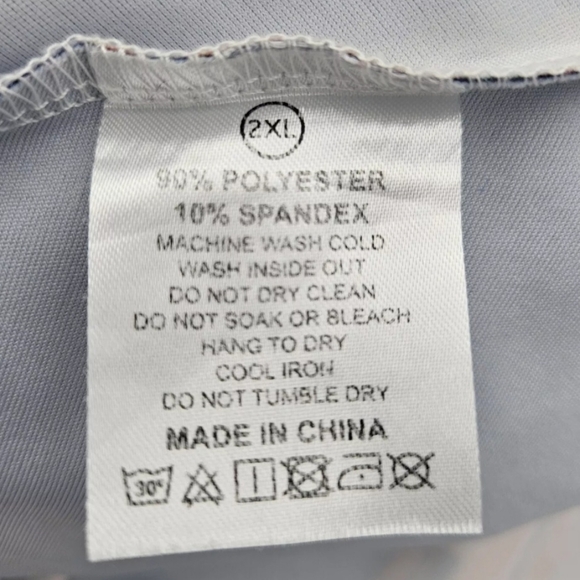 2XL
90% POLYESTER
10% SPANDEX
MACHINE WASH COLD
WASH INSIDE OUT
DO NOT DRY CLEAN
DO NOT SOAK OR BLEACH
HANG TO DRY
COOL IRON
DO NOT TUMBLE DRY
MADE IN CHINA
30°